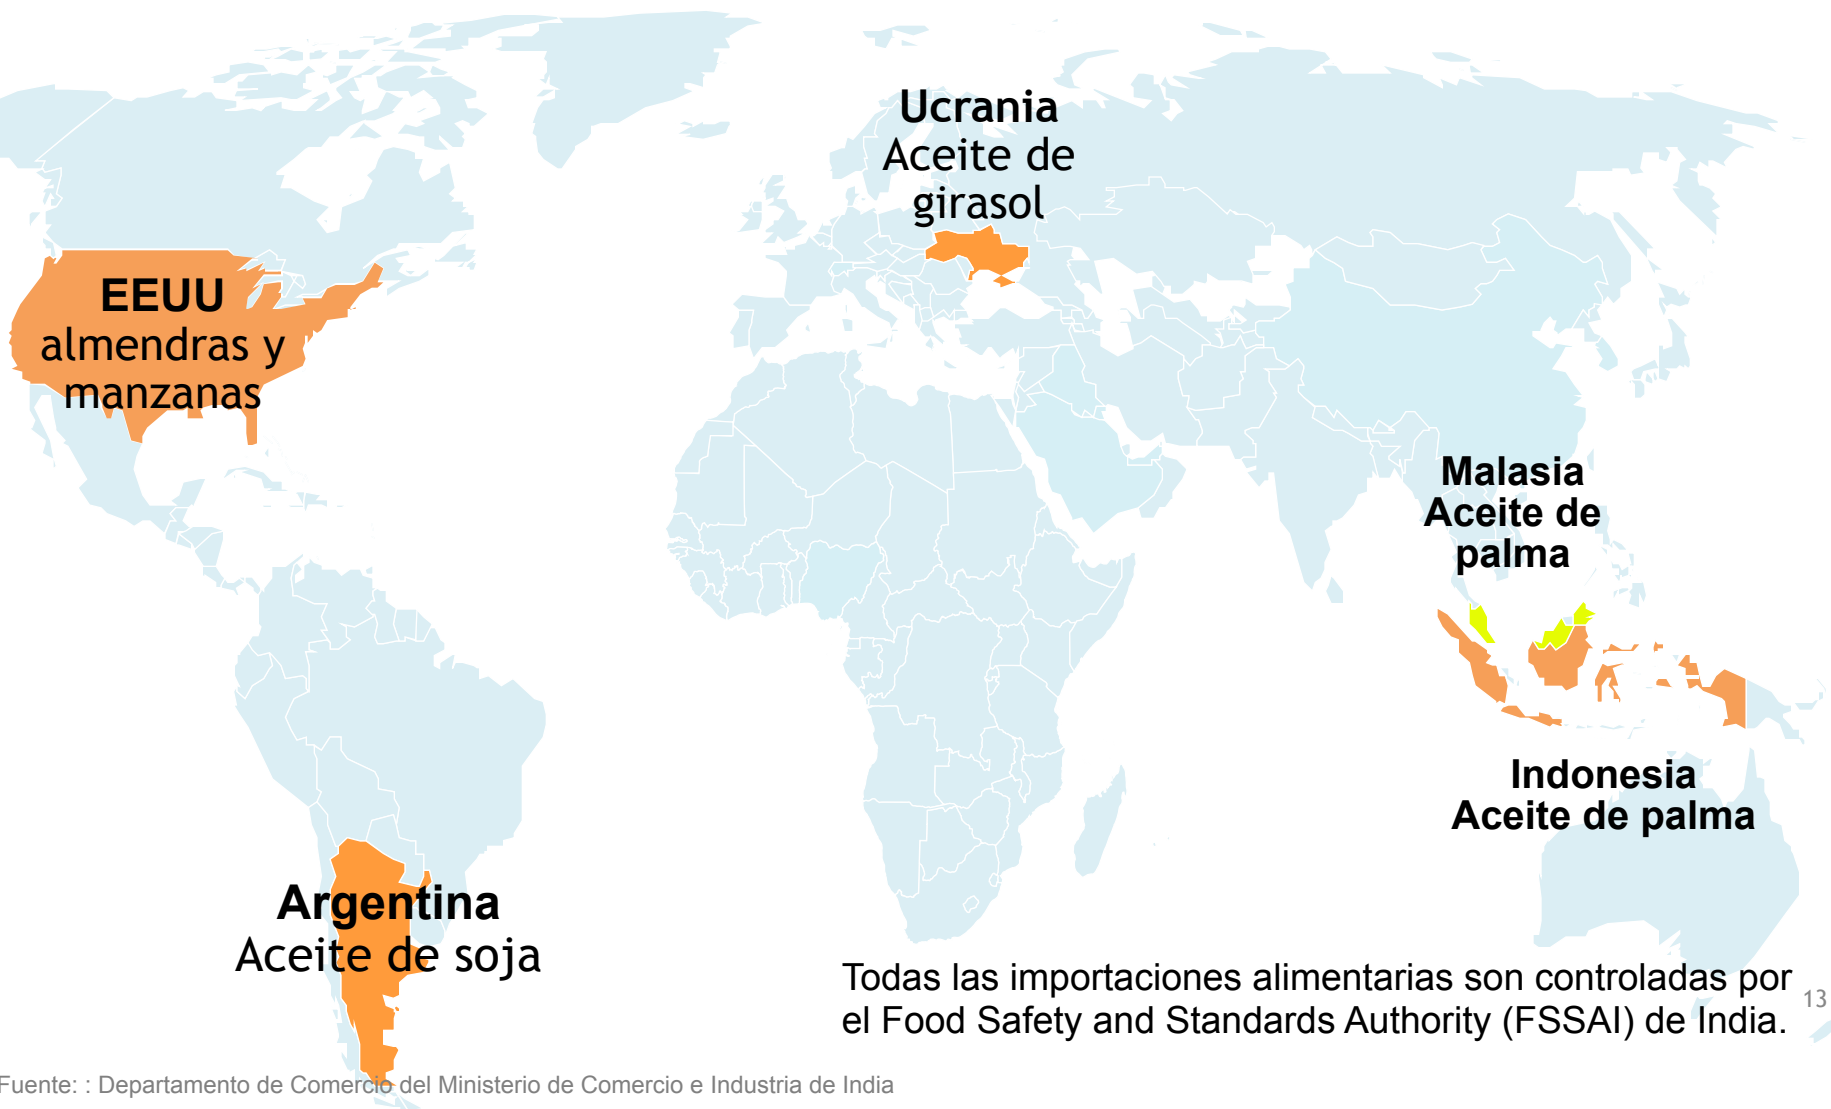 Ucrania
Aceite de
girasol
EEUU
almendras y
manzanas
Malasia
Aceite de
palma
Indonesia
Aceite de palma
Argentina
Aceite de soja
Todas las importaciones alimentarias son controladas por
el Food Safety and Standards Authority (FSSAI) de India.
13
Fuente: : Departamento de Comercio del Ministerio de Comercio e Industria de India